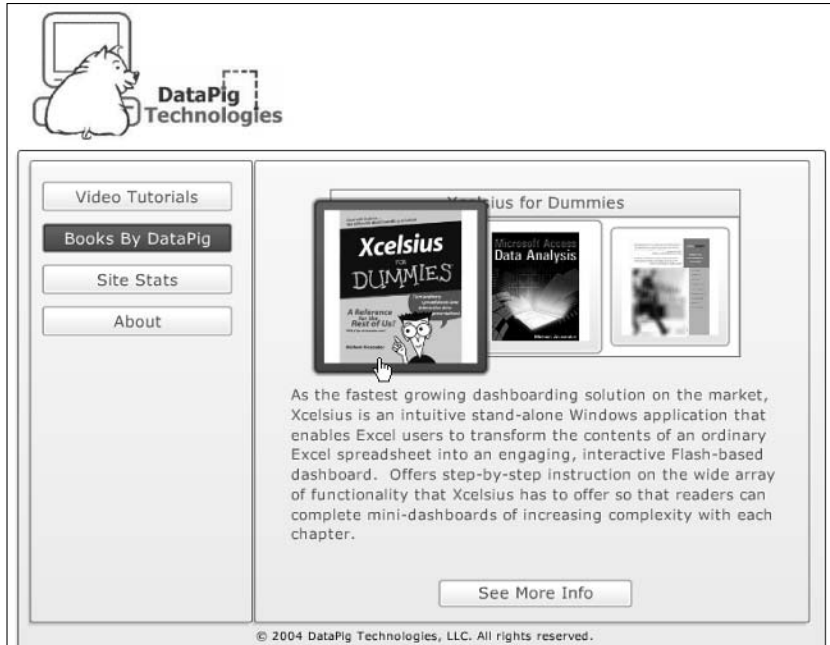 DataPig
Technologies
Video Tutorials
Books By DataPig
Site Stats
About
Xcelsius for Dummies
Xcelsius
FOR
DUMMIES
A Reference
for the
Rest of Us!
Michael Alexander
Microsoft Access
Data Analysis
Michael Alexander
As the fastest growing dashboarding solution on the market,
Xcelsius is an intuitive stand-alone Windows application that
enables Excel users to transform the contents of an ordinary
Excel spreadsheet into an engaging, interactive Flash-based
dashboard. Offers step-by-step instruction on the wide array
of functionality that Xcelsius has to offer so that readers can
complete mini-dashboards of increasing complexity with each
chapter.
See More Info
© 2004 DataPig Technologies, LLC. All rights reserved.